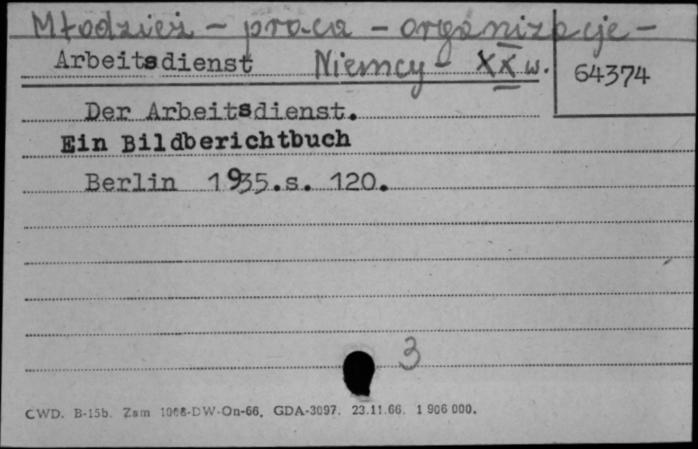 Młodzież - praca - organizacje -
Arbeitsdienst Niemcy - XX w.
64374
Der Arbeitsdienst.
Ein Bildberichtbuch
Berlin 1935.s. 120.
3
CWD. B-15b. Zam 1068-DW-On-66, GDA-3097. 23.11.66. 1 906 000.